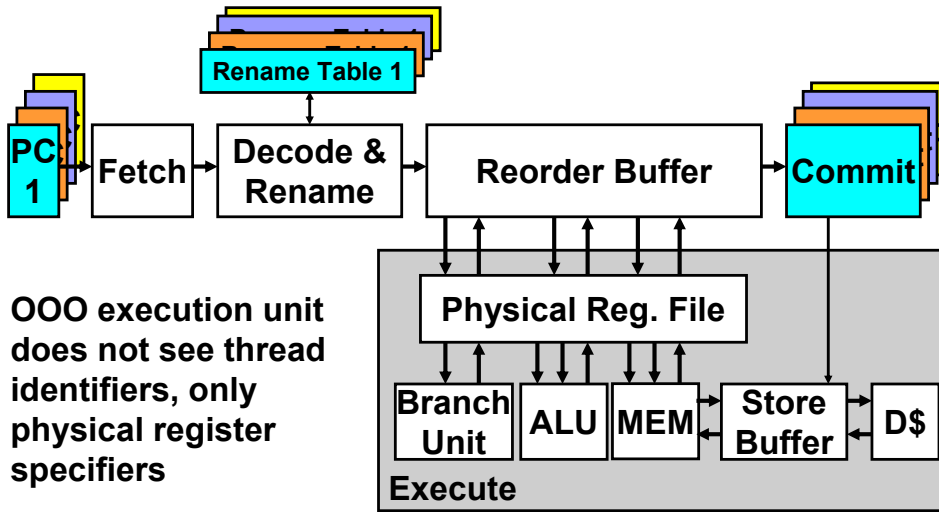 Rename Table 1
PC
1
Fetch
Decode &
Rename
Reorder Buffer
Commit
Physical Reg. File
OOO execution unit
does not see thread
identifiers, only
physical register
specifiers
Branch
Unit
ALU
MEM
Store
Buffer
D$
Execute